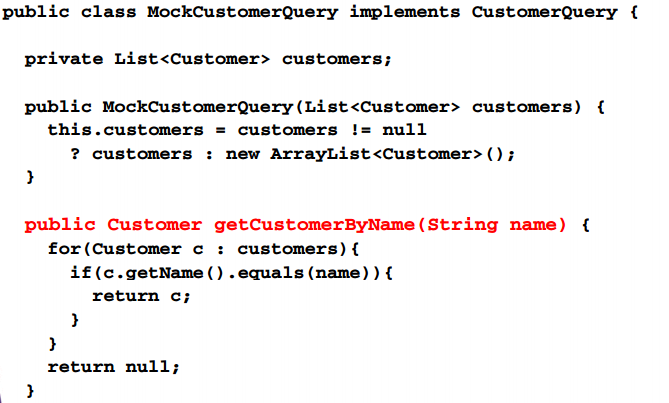 public class MockCustomerQuery implements CustomerQuery {
private List<Customer> customers;
public MockCustomerQuery(List<Customer> customers) {
this.customers = customers != null
? customers : new ArrayList<Customer>();
}
public Customer getCustomerByName(String name) {
for(Customer c : customers){
if(c.getName().equals(name)){
return c;
}
}
return null;
}